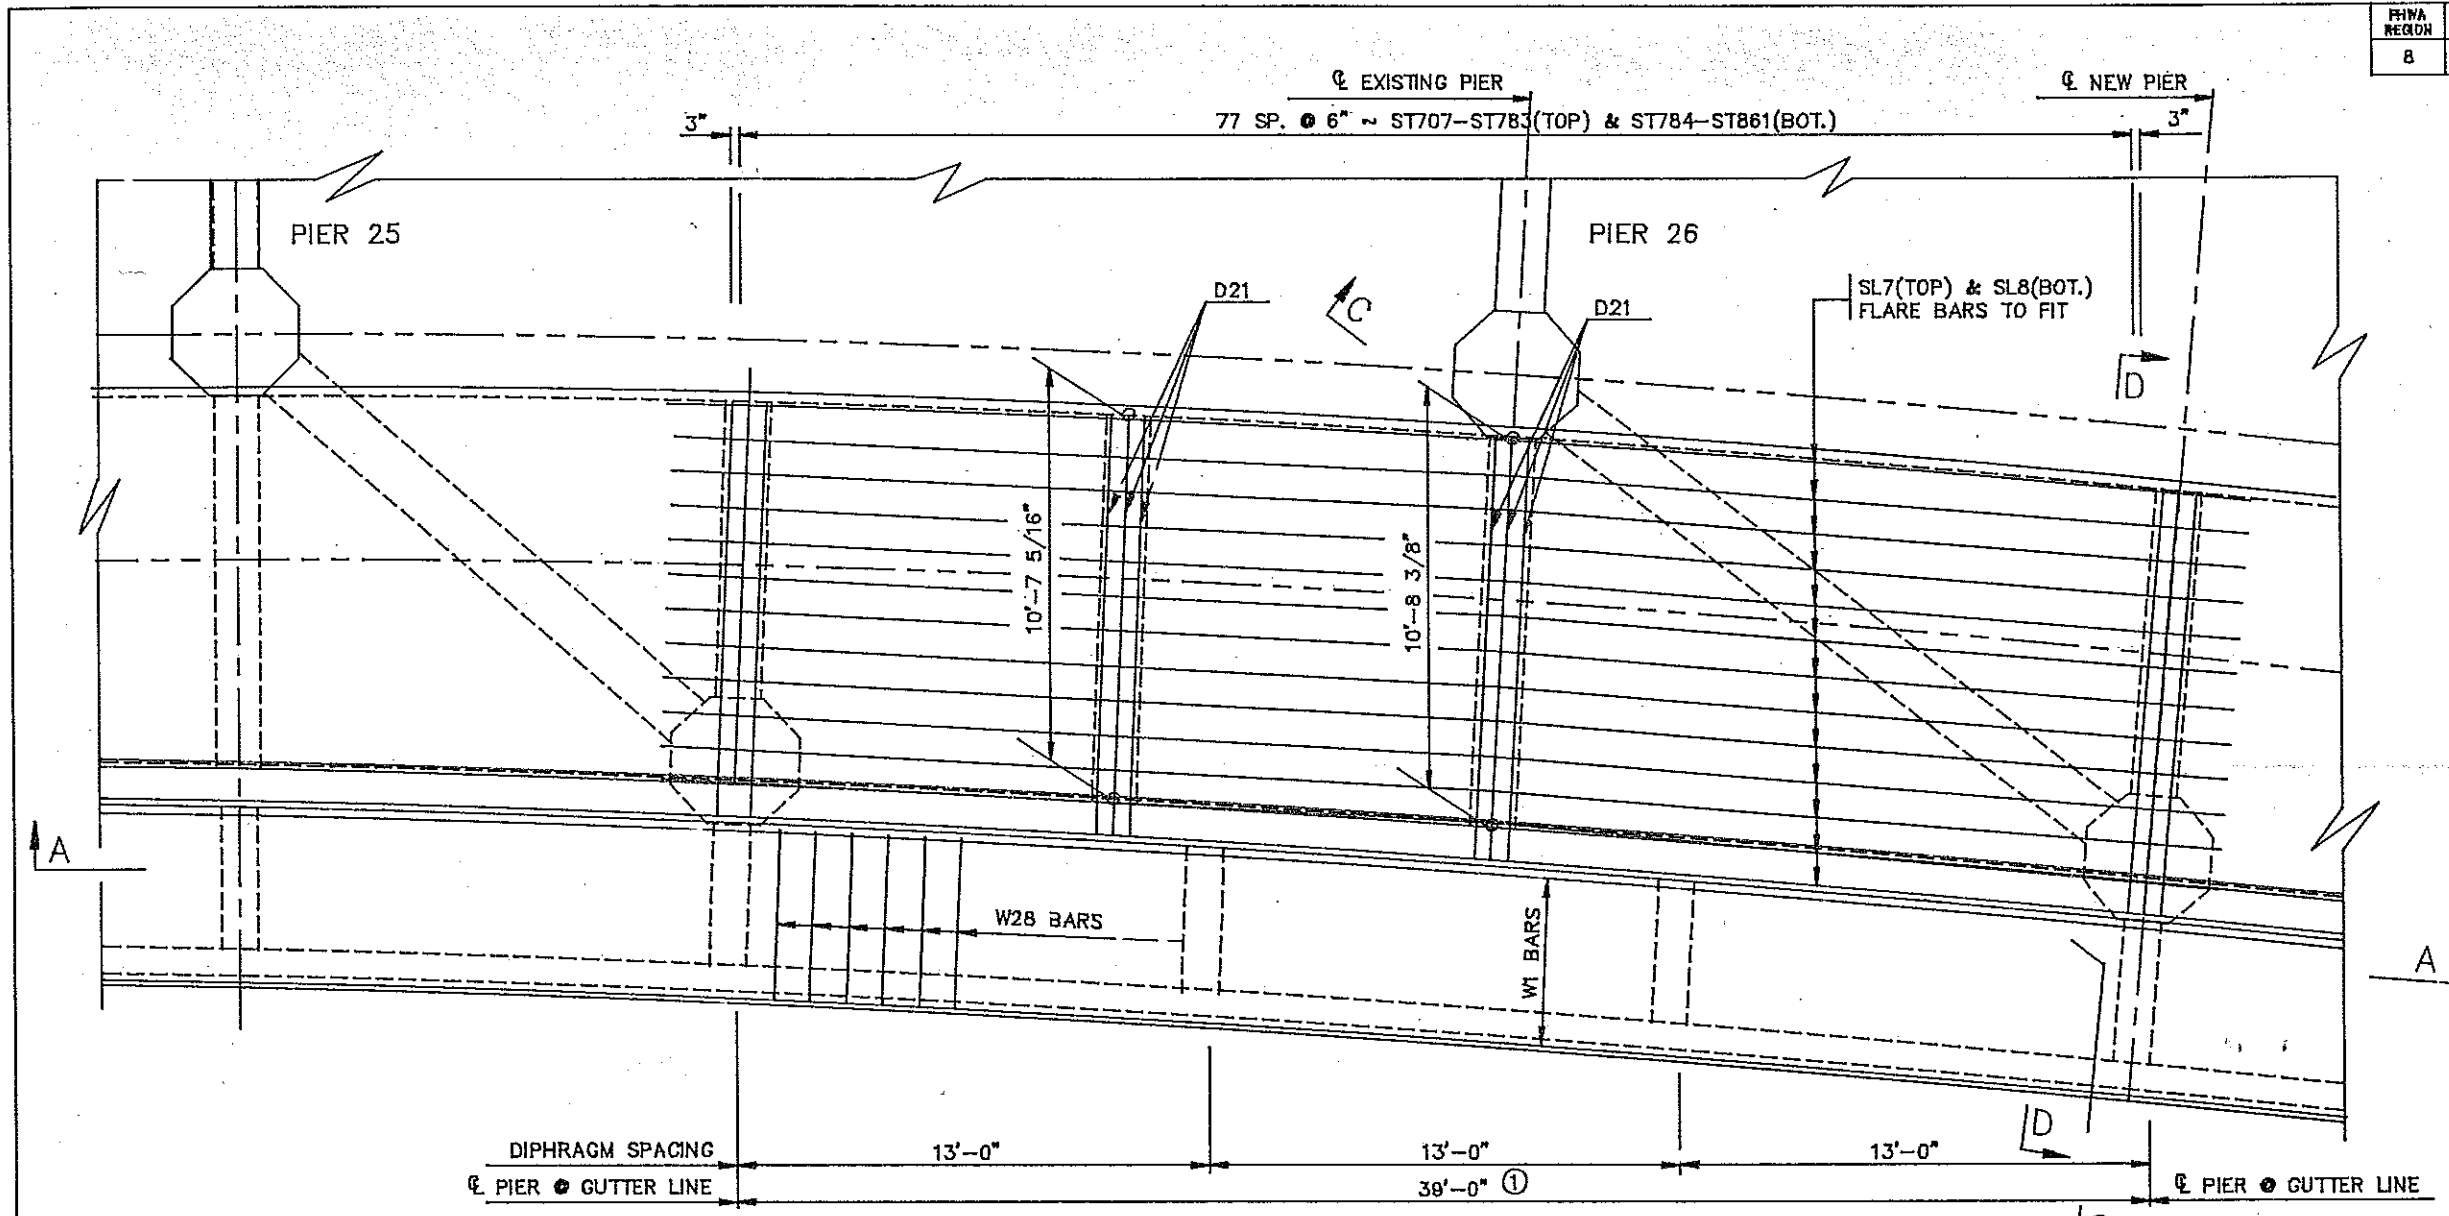 FHWA
REGION
8
℄ EXISTING PIER
℄ NEW PIER
3"
77 SP. @ 6" ~ ST707-ST783(TOP) & ST784-ST861(BOT.)
3"
PIER 25
PIER 26
D21
C
D21
SL7(TOP) & SL8(BOT.)
FLARE BARS TO FIT
D
10'-7 5/16"
10'-8 3/8"
A
W28 BARS
W1 BARS
A
D
DIPHRAGM SPACING
13'-0"
13'-0"
13'-0"
℄ PIER @ GUTTER LINE
39'-0" ①
℄ PIER @ GUTTER LINE